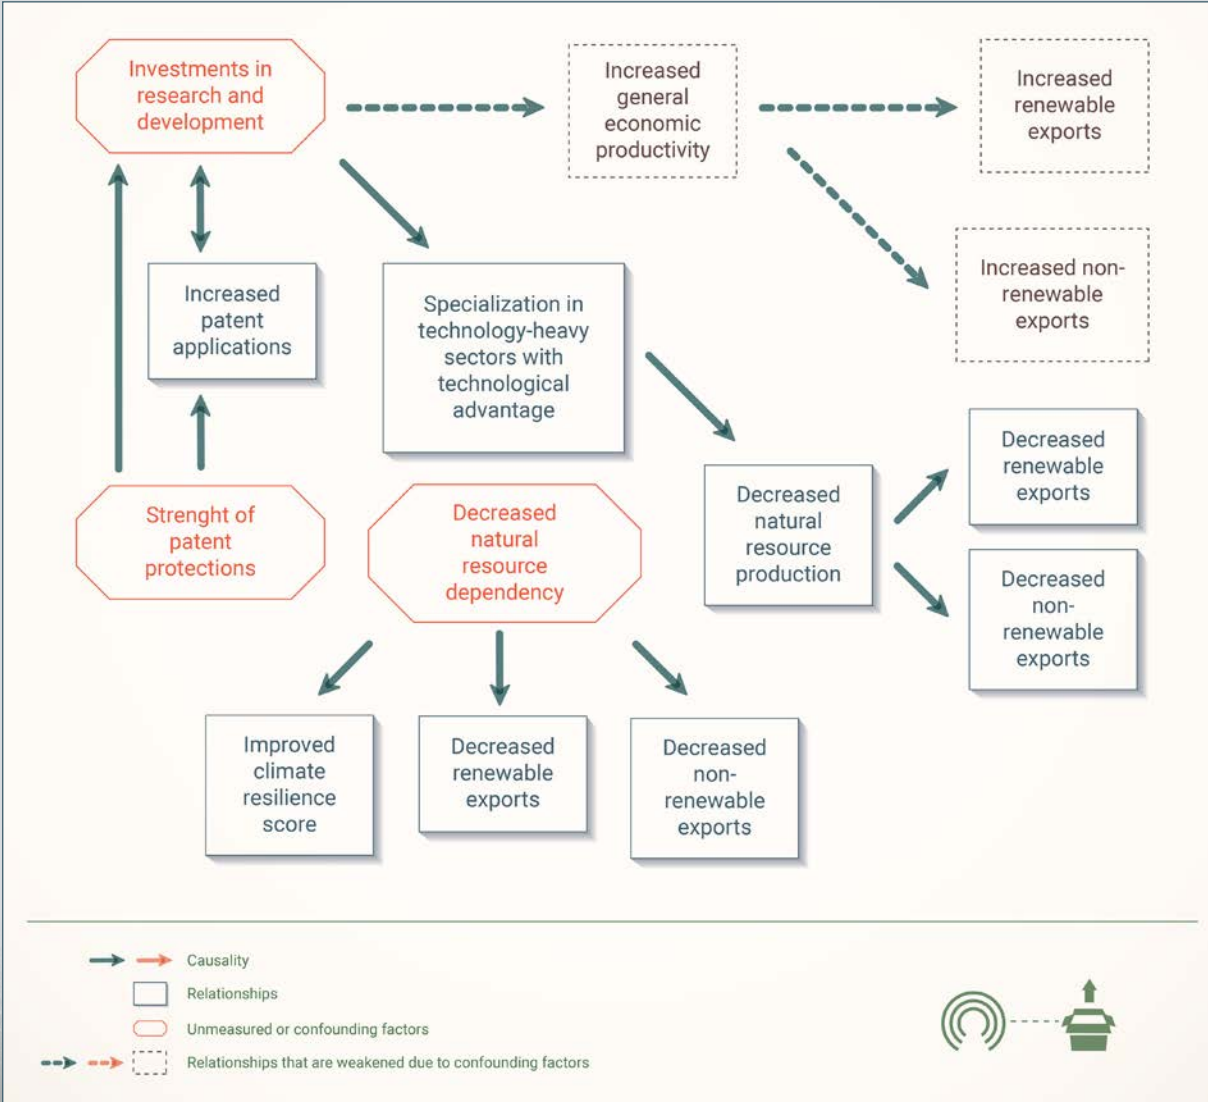 Investments in
research and
development
Increased
general
economic
productivity
Increased
renewable
exports
Increased non-
renewable
exports
Increased
patent
applications
Specialization in
technology-heavy
sectors with
technological
advantage
Strenght of
patent
protections
Decreased
natural
resource
dependency
Decreased
natural
resource
production
Decreased
renewable
exports
Decreased
non-
renewable
exports
Improved
climate
resilience
score
Decreased
renewable
exports
Decreased
non-
renewable
exports
Causality
Relationships
Unmeasured or confounding factors
Relationships that are weakened due to confounding factors